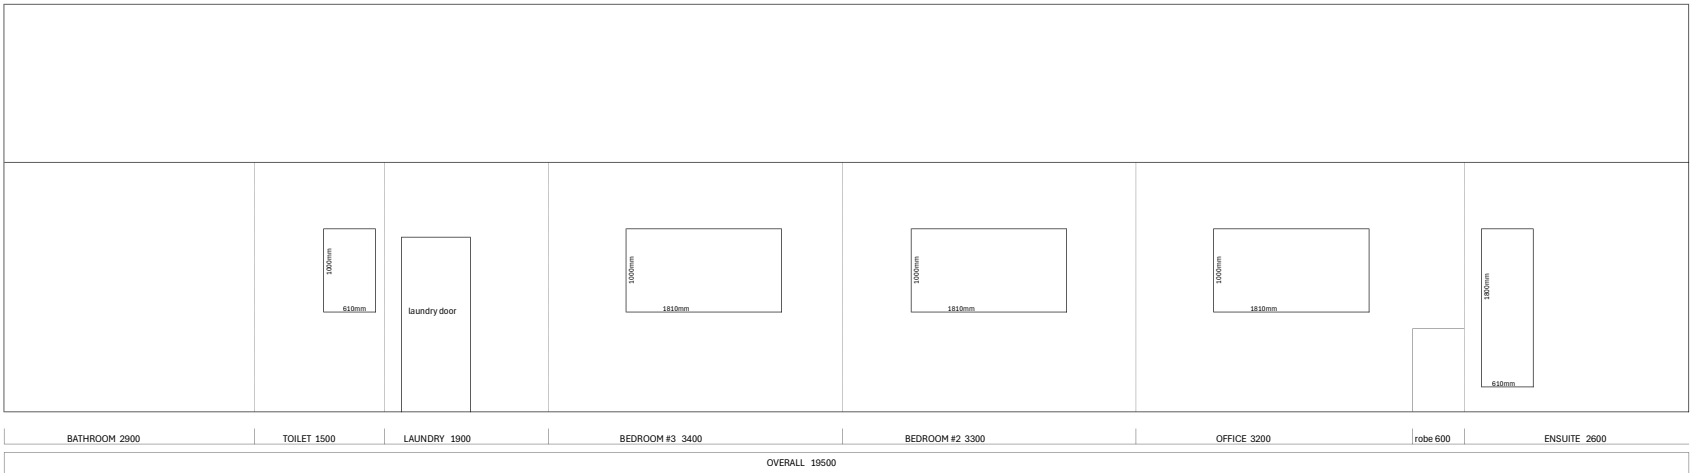 1000mm
610mm
laundry door
1000mm
1810mm
1000mm
1810mm
1000mm
1810mm
1800mm
610mm
BATHROOM 2900
TOILET 1500
LAUNDRY 1900
BEDROOM #3 3400
BEDROOM #2 3300
OFFICE 3200
robe 600
ENSUITE 2600
OVERALL 19500